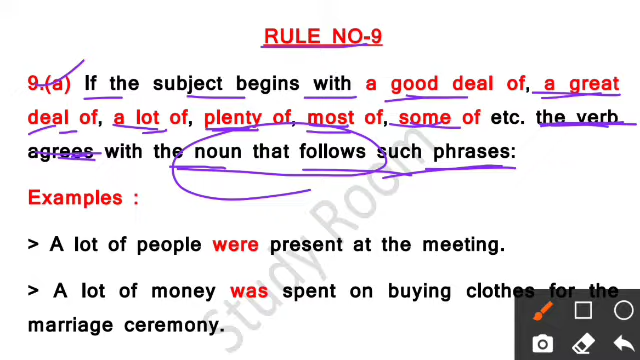 RULE NO-9
9.(a) If the subject begins with a good deal of, a great
deal of, a lot of, plenty of, most of, some of etc. the verb
agrees with the noun that follows such phrases:
Examples :
> A lot of people were present at the meeting.
> A lot of money was spent on buying clothes for the
marriage ceremony.
Study Room